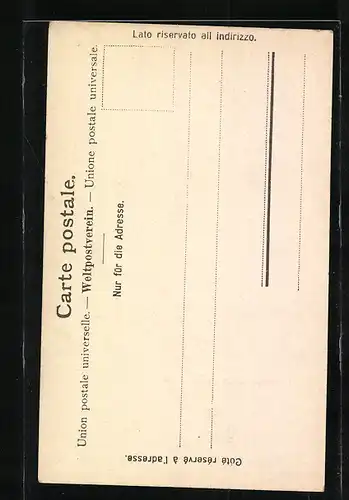 Carte postale.
Union postale universelle. — Weltpostverein. — Unione postale universale.
Nur für die Adresse.
Lato riservato all indirizzo.
Côté réservé à l'adresse.